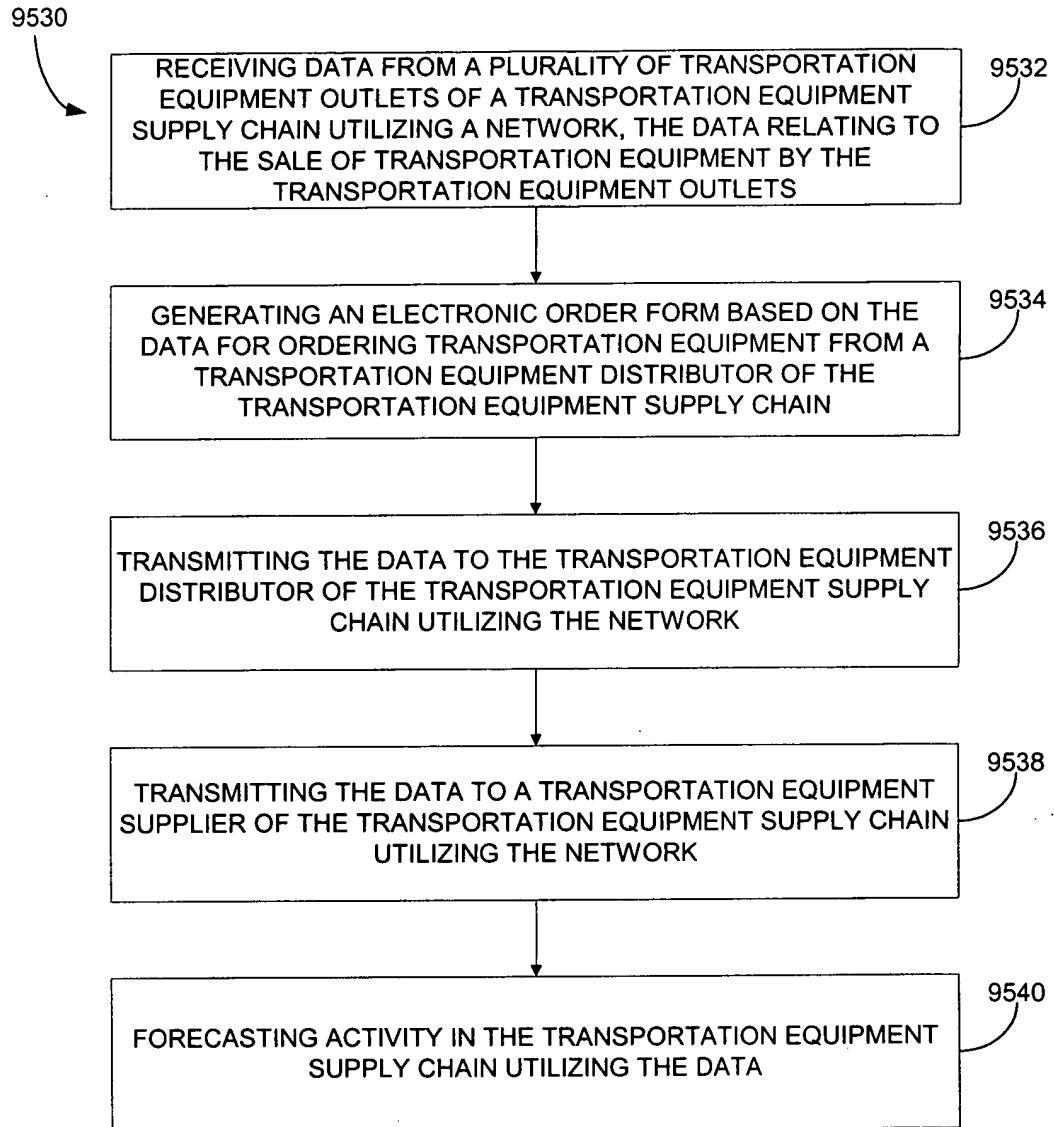 9530
RECEIVING DATA FROM A PLURALITY OF TRANSPORTATION
EQUIPMENT OUTLETS OF A TRANSPORTATION EQUIPMENT
SUPPLY CHAIN UTILIZING A NETWORK, THE DATA RELATING TO
THE SALE OF TRANSPORTATION EQUIPMENT BY THE
TRANSPORTATION EQUIPMENT OUTLETS
9532
GENERATING AN ELECTRONIC ORDER FORM BASED ON THE
DATA FOR ORDERING TRANSPORTATION EQUIPMENT FROM A
TRANSPORTATION EQUIPMENT DISTRIBUTOR OF THE
TRANSPORTATION EQUIPMENT SUPPLY CHAIN
9534
TRANSMITTING THE DATA TO THE TRANSPORTATION EQUIPMENT
DISTRIBUTOR OF THE TRANSPORTATION EQUIPMENT SUPPLY
CHAIN UTILIZING THE NETWORK
9536
TRANSMITTING THE DATA TO A TRANSPORTATION EQUIPMENT
SUPPLIER OF THE TRANSPORTATION EQUIPMENT SUPPLY CHAIN
UTILIZING THE NETWORK
9538
FORECASTING ACTIVITY IN THE TRANSPORTATION EQUIPMENT
SUPPLY CHAIN UTILIZING THE DATA
9540